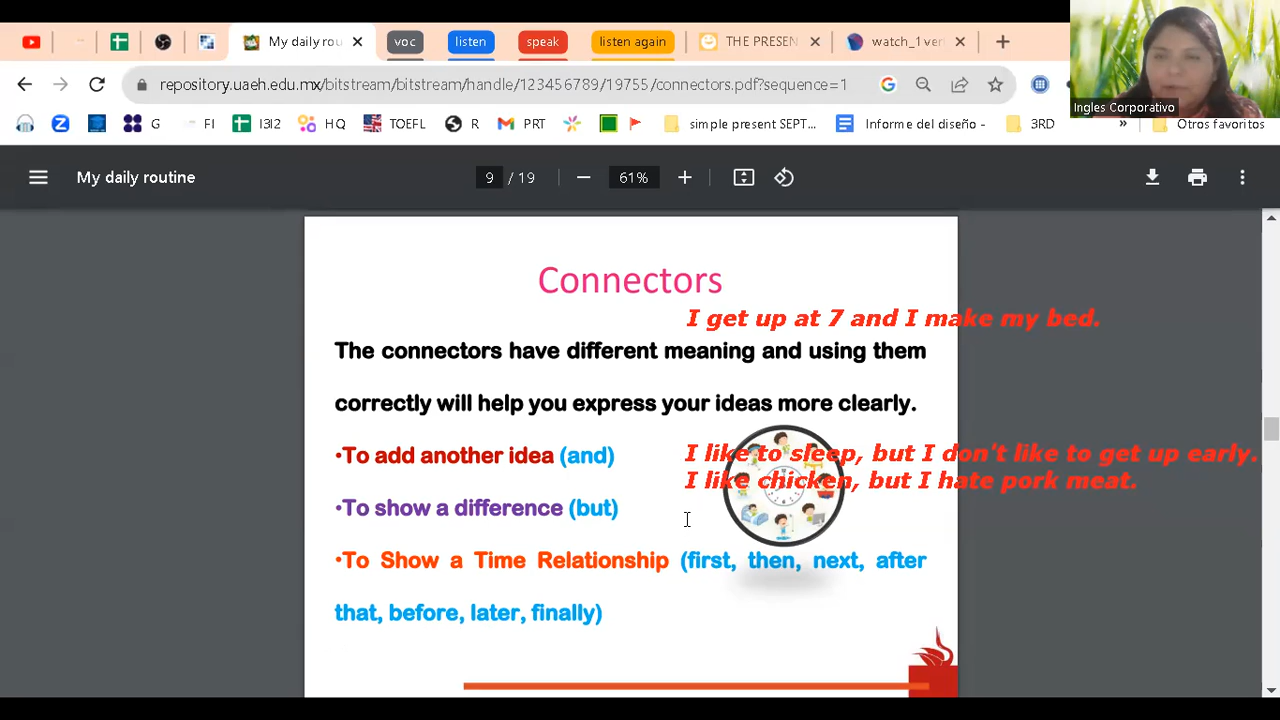 My daily rou
voc
listen
speak
listen again
THE PRESEN
watch_1 ver
repository.uaeh.edu.mx/bitstream/bitstream/handle/123456789/19755/connectors.pdf?sequence=1
Ingles Corporativo
G
FI
I3I2
HQ
TOEFL
R
PRT
simple present SEPT...
Informe del diseño -
3RD
»
Otros favoritos
My daily routine
9 / 19
61%
Connectors
I get up at 7 and I make my bed.
The connectors have different meaning and using them
correctly will help you express your ideas more clearly.
•To add another idea (and)
I like to sleep, but I don't like to get up early.
I like chicken, but I hate pork meat.
•To show a difference (but)
•To Show a Time Relationship (first, then, next, after
that, before, later, finally)